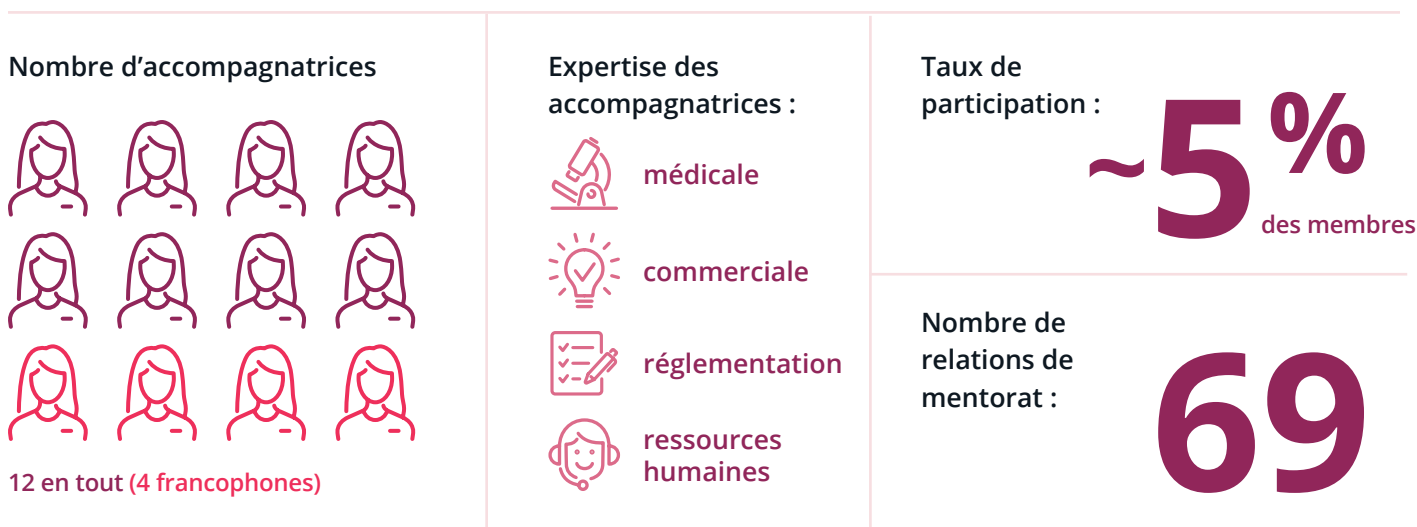 Nombre d’accompagnatrices
12 en tout (4 francophones)
Expertise des
accompagnatrices :
médicale
commerciale
réglementation
ressources
humaines
Taux de
participation :
~5%
des membres
Nombre de
relations de
mentorat :
69